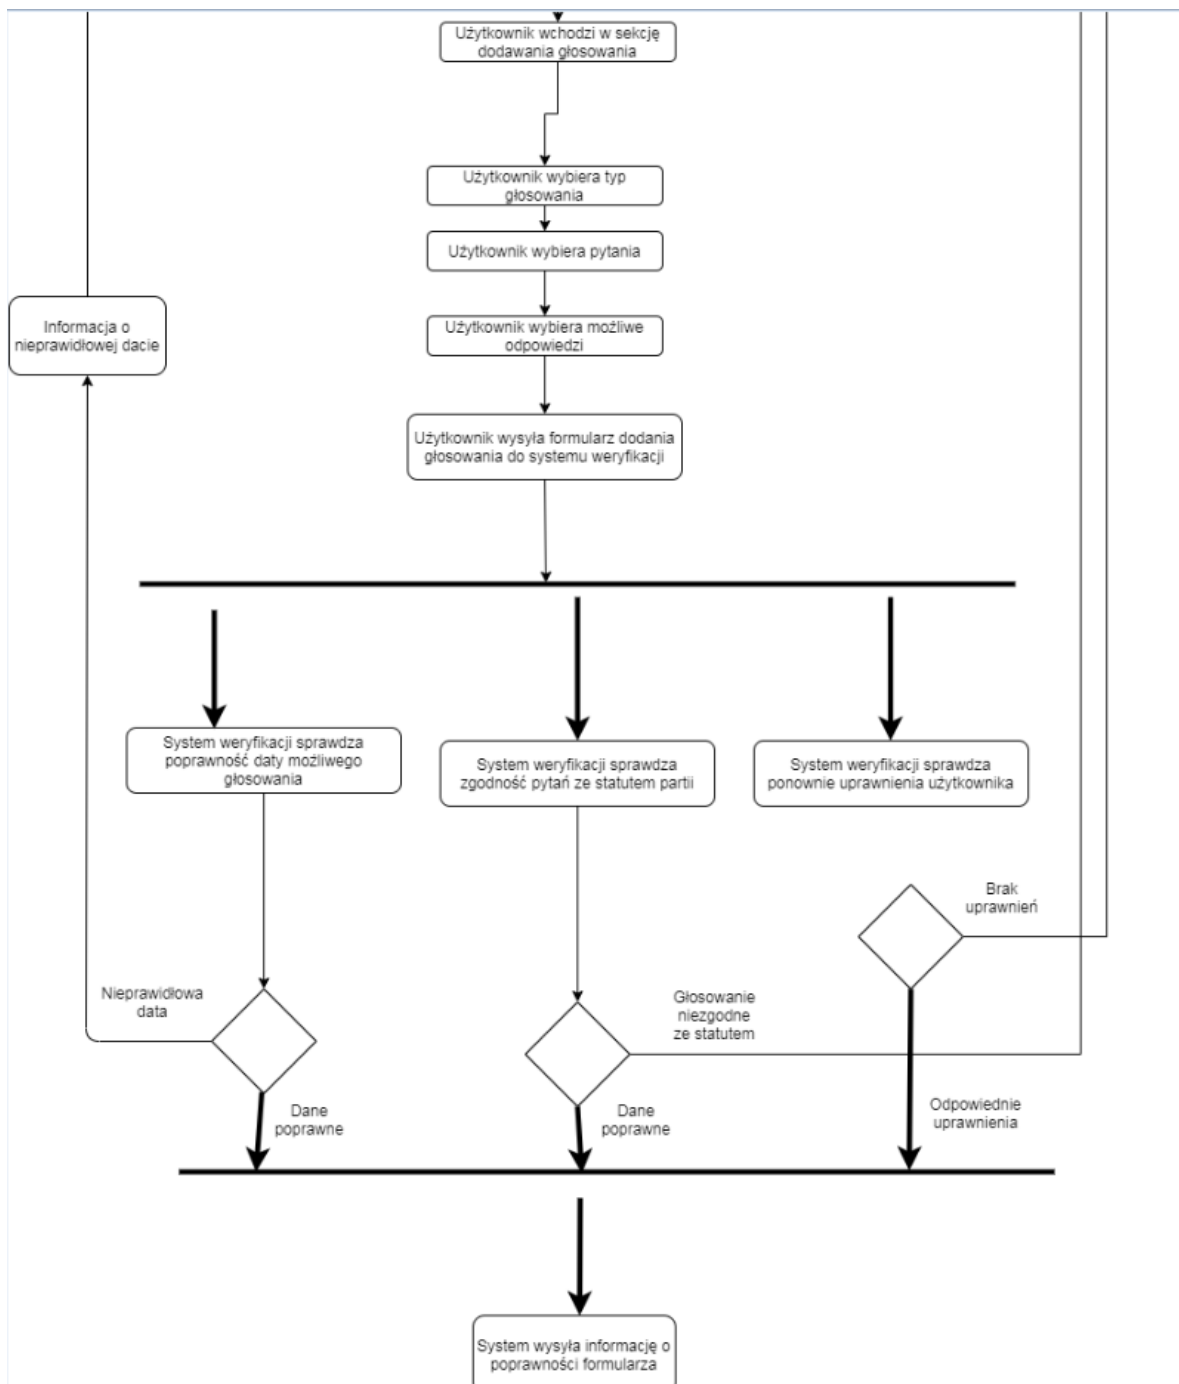 Użytkownik wchodzi w sekcję
dodawania głosowania
Użytkownik wybiera typ
głosowania
Użytkownik wybiera pytania
Informacja o
nieprawidłowej dacie
Użytkownik wybiera możliwe
odpowiedzi
Użytkownik wysyła formularz dodania
głosowania do systemu weryfikacji
System weryfikacji sprawdza
poprawność daty możliwego
głosowania
System weryfikacji sprawdza
zgodność pytań ze statutem partii
System weryfikacji sprawdza
ponownie uprawnienia użytkownika
Brak
uprawnień
Nieprawidłowa
data
Głosowanie
niezgodne
ze statutem
Dane
poprawne
Dane
poprawne
Odpowiednie
uprawnienia
System wysyła informację o
poprawności formularza